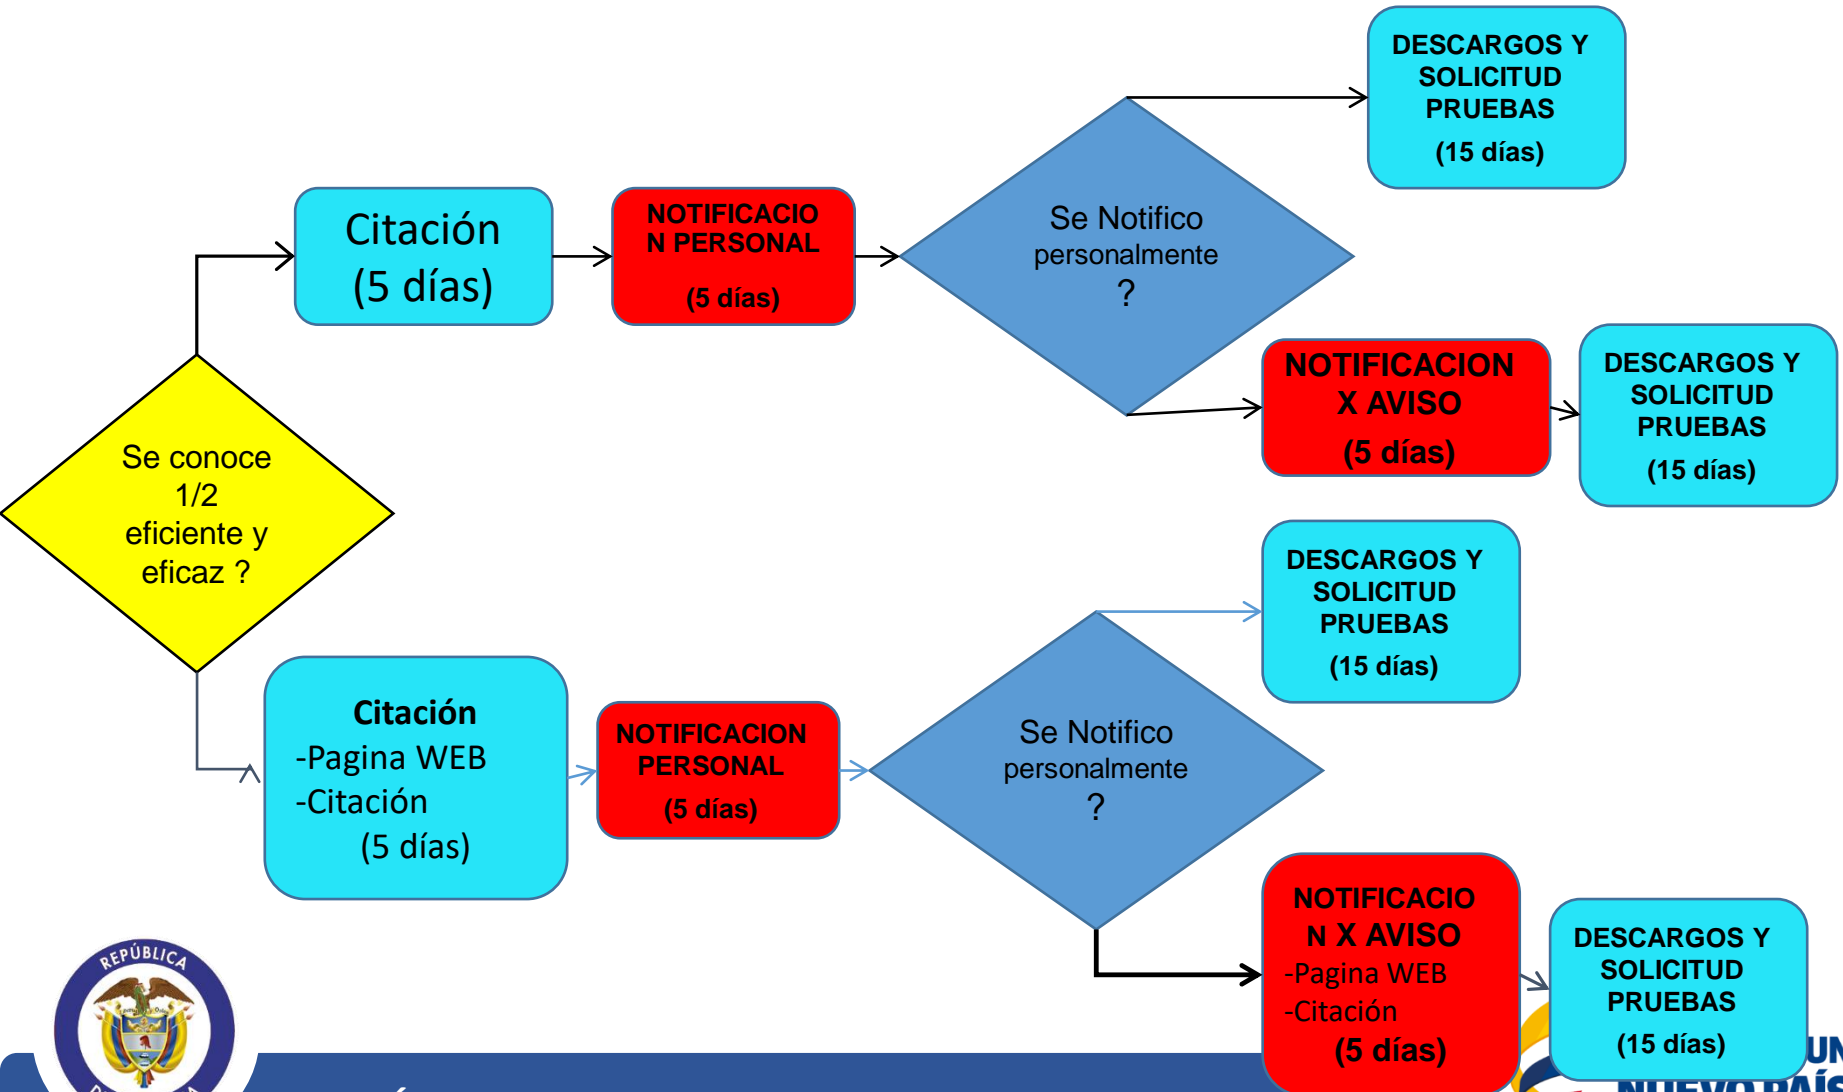 DESCARGOS Y
SOLICITUD
PRUEBAS
(15 días)
Citación
(5 días)
NOTIFICACIO
N PERSONAL
(5 días)
Se Notifico
personalmente
?
NOTIFICACION
X AVISO
(5 días)
DESCARGOS Y
SOLICITUD
PRUEBAS
(15 días)
Se conoce
1/2
eficiente y
eficaz ?
DESCARGOS Y
SOLICITUD
PRUEBAS
(15 días)
Citación
-Pagina WEB
-Citación
(5 días)
NOTIFICACION
PERSONAL
(5 días)
Se Notifico
personalmente
?
NOTIFICACIO
N X AVISO
-Pagina WEB
-Citación
(5 días)
DESCARGOS Y
SOLICITUD
PRUEBAS
(15 días)
REPÚBLICA
UN
NUEVO PAÍS